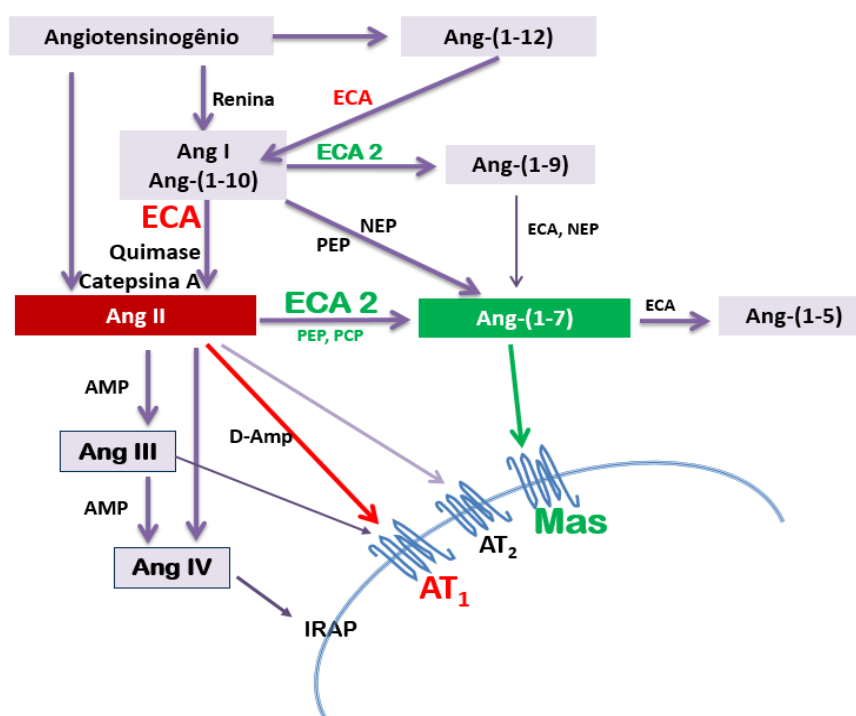 Angiotensinogênio
Ang-(1-12)
Renina
ECA
Ang I
Ang-(1-10)
ECA 2
Ang-(1-9)
ECA
Quimase
Catepsina A
NEP
PEP
ECA, NEP
Ang II
ECA 2
PEP, PCP
Ang-(1-7)
ECA
Ang-(1-5)
AMP
D-Amp
Ang III
AMP
Ang IV
IRAP
AT1
AT2
Mas